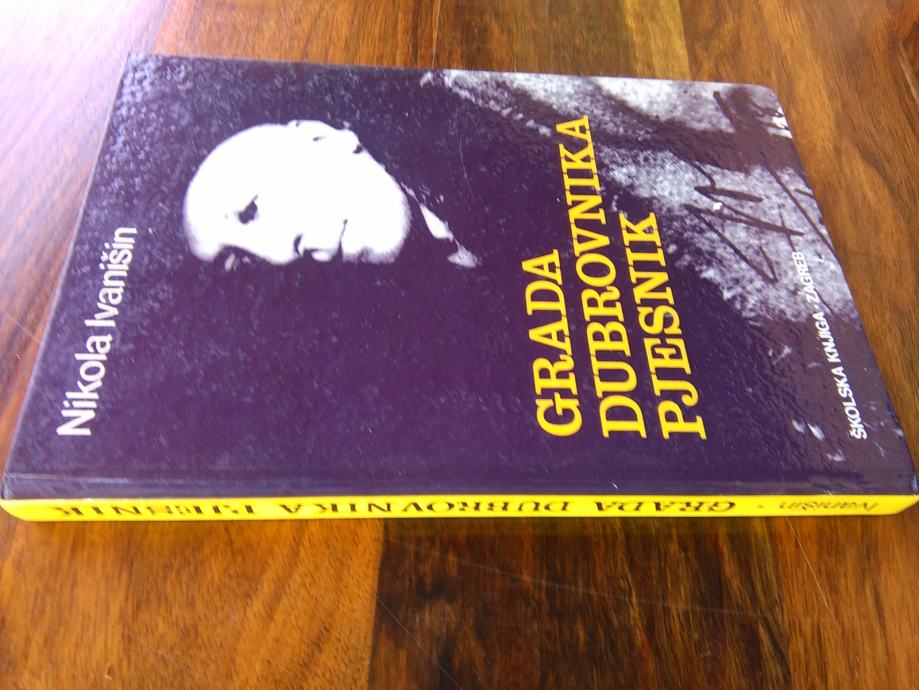 Nikola Ivanišin
GRADA
DUBROVNIKA
PJESNIK
ŠKOLSKA KNJIGA ZAGREB
Ivanišin • GRADA DUBROVNIKA PJESNIK